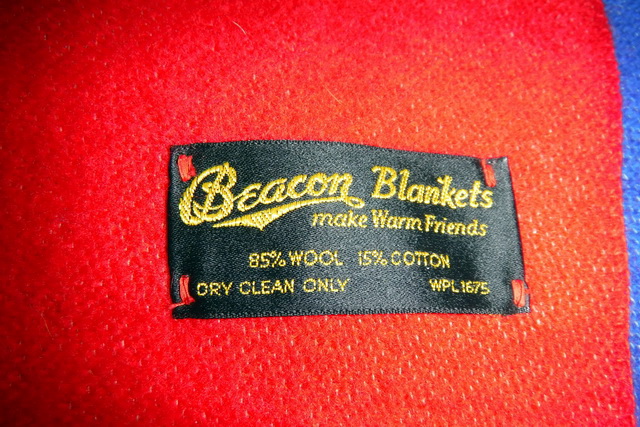 Beacon Blankets
make Warm Friends
85% WOOL 15% COTTON
DRY CLEAN ONLY WPL 1675